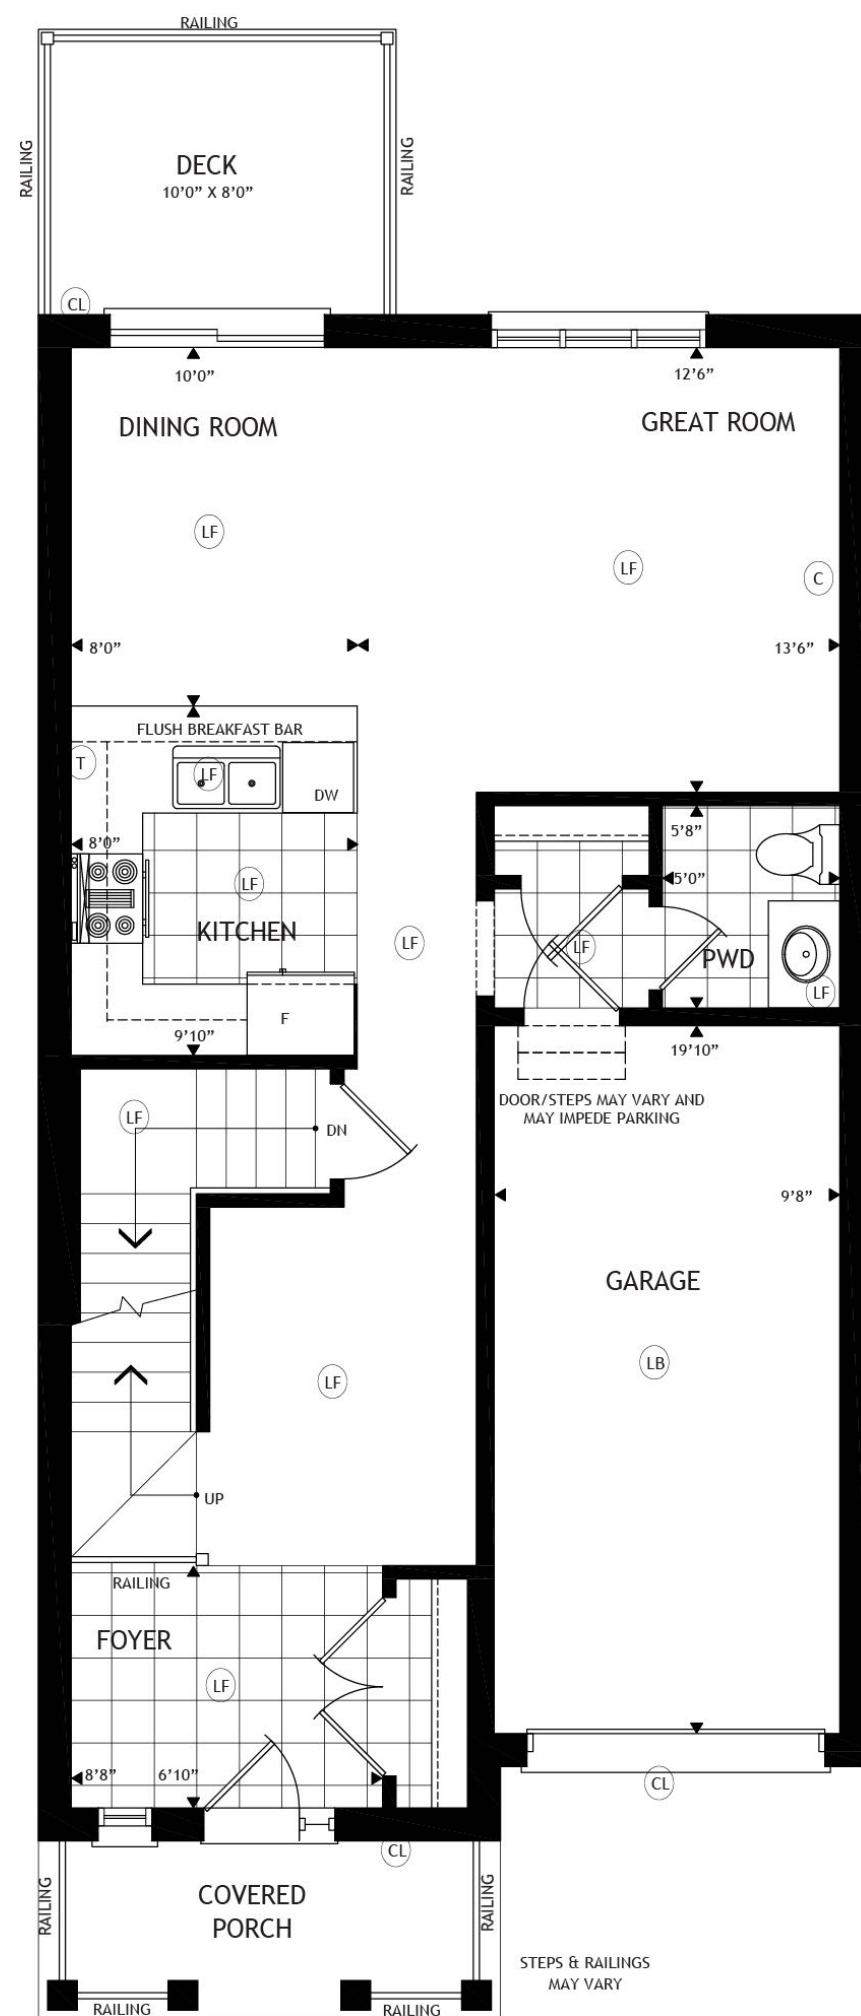 RAILING
RAILING
RAILING
DECK
10’0” X 8’0”
CL
10’0”
12’6”
DINING ROOM
GREAT ROOM
LF
LF
C
8’0”
13’6”
FLUSH BREAKFAST BAR
T
LF
DW
5’8”
8’0”
5’0”
LF
KITCHEN
LF
LF
PWD
LF
F
9’10”
19’10”
DOOR/STEPS MAY VARY AND
MAY IMPEDE PARKING
LF
DN
9’8”
GARAGE
LB
LF
UP
RAILING
FOYER
LF
8’8”
6’10”
CL
CL
COVERED
PORCH
RAILING
RAILING
STEPS & RAILINGS
MAY VARY
RAILING
RAILING